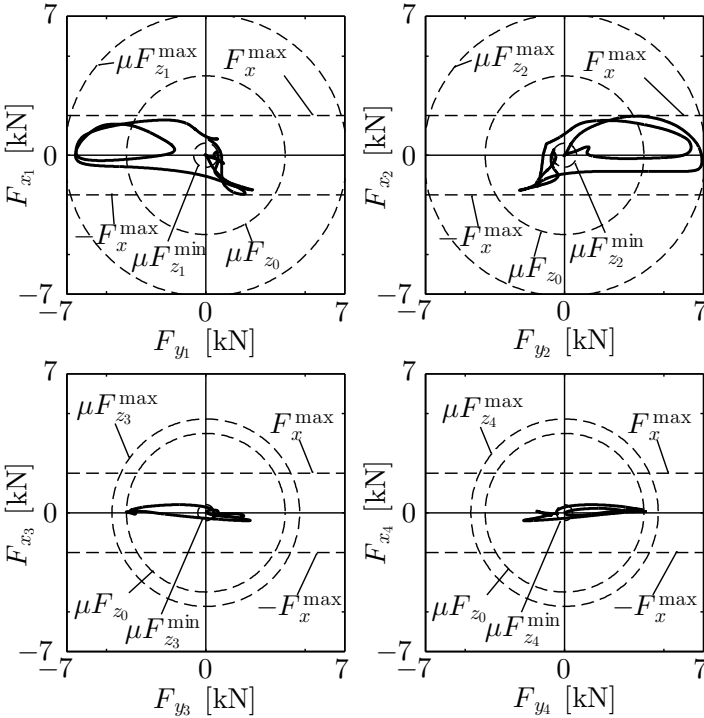 7
μF_{z_1}^{max}
F_x^{max}
F_{x_1} [kN]
0
−F_x^{max}
μF_{z_1}^{min}
μF_{z_0}
−7
−7
0
7
F_{y_1} [kN]
7
μF_{z_2}^{max}
F_x^{max}
F_{x_2} [kN]
0
−F_x^{max}
μF_{z_0}
μF_{z_2}^{min}
−7
−7
0
7
F_{y_2} [kN]
7
μF_{z_3}^{max}
F_x^{max}
F_{x_3} [kN]
0
μF_{z_0}
μF_{z_3}^{min}
−F_x^{max}
−7
−7
0
7
F_{y_3} [kN]
7
μF_{z_4}^{max}
F_x^{max}
F_{x_4} [kN]
0
μF_{z_0}
μF_{z_4}^{min}
−F_x^{max}
−7
−7
0
7
F_{y_4} [kN]